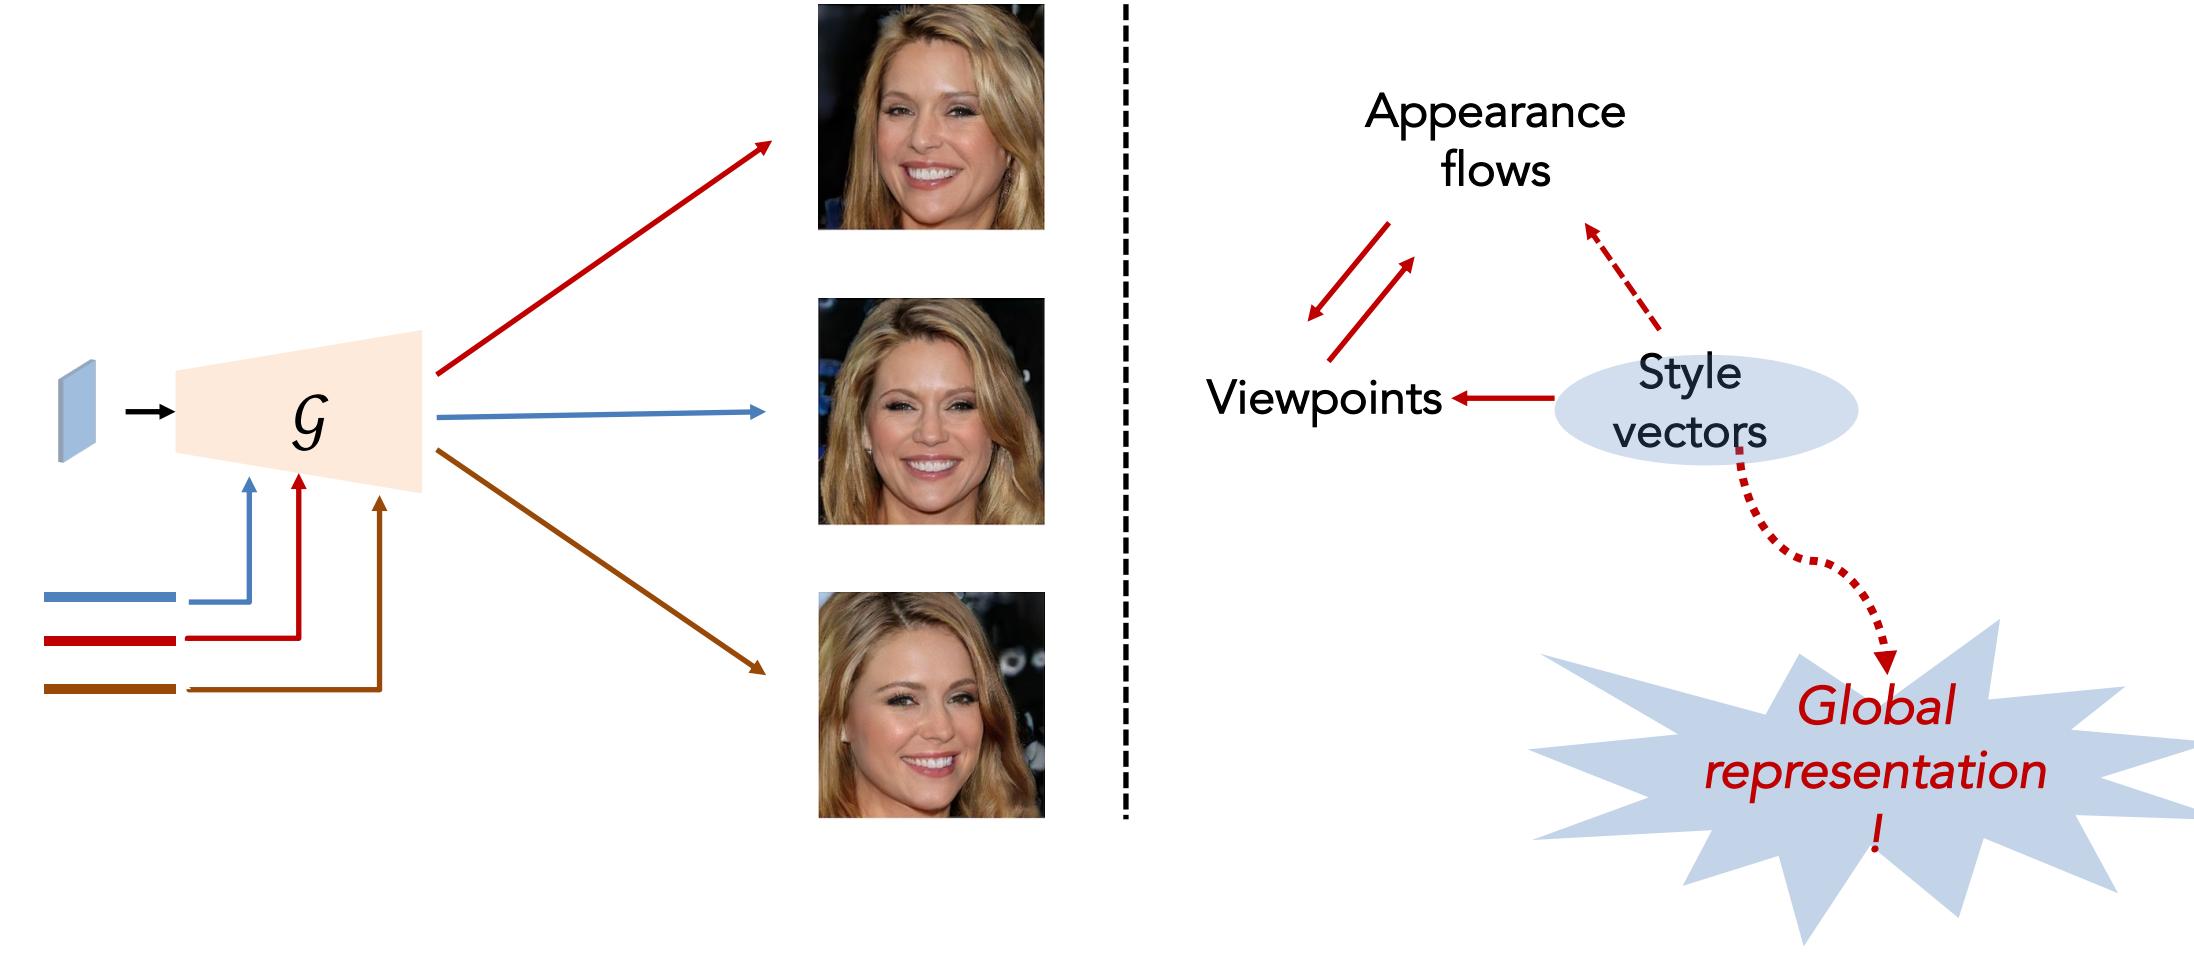 𝒢
Appearance
flows
Viewpoints
Style
vectors
Global
representation
!